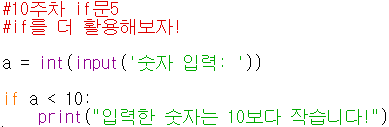 #10주차 if문5
#if를 더 활용해보자!
a = int(input('숫자 입력: '))
if a < 10:
    print("입력한 숫자는 10보다 작습니다!")